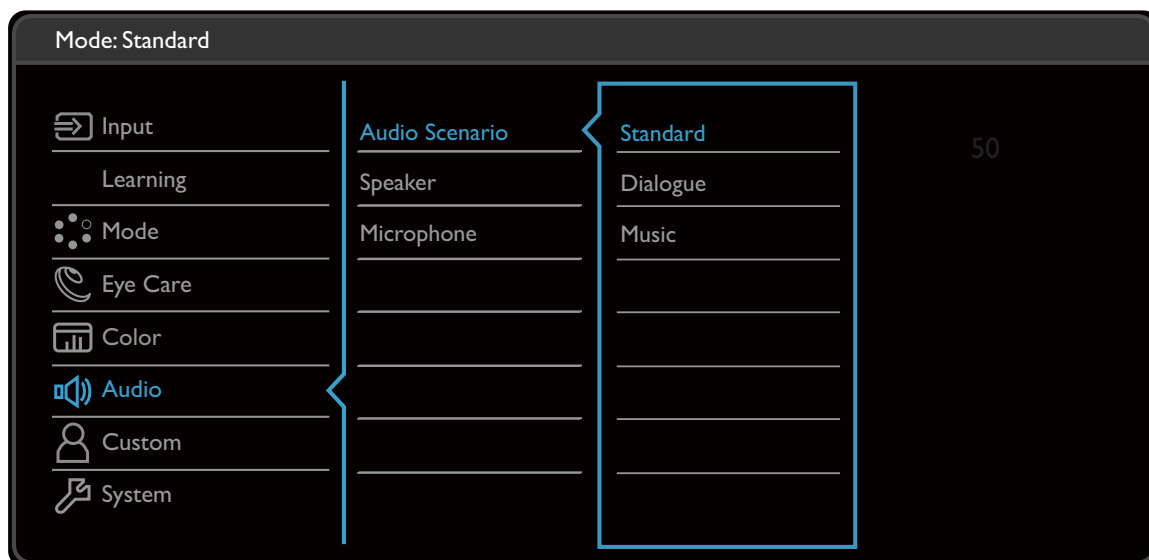 Mode: Standard
Input
Learning
Mode
Eye Care
Color
Audio
Custom
System
Audio Scenario
Speaker
Microphone
Standard
Dialogue
Music
50